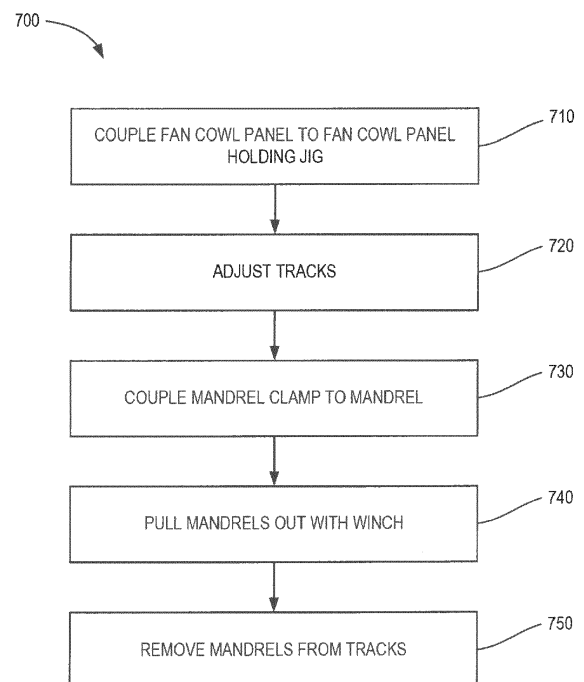 700
COUPLE FAN COWL PANEL TO FAN COWL PANEL
HOLDING JIG
710
ADJUST TRACKS
720
COUPLE MANDREL CLAMP TO MANDREL
730
PULL MANDRELS OUT WITH WINCH
740
REMOVE MANDRELS FROM TRACKS
750